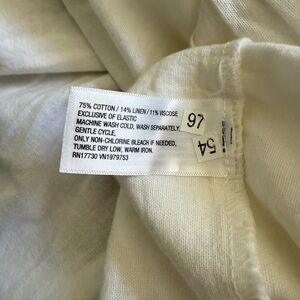 75% COTTON / 14% LINEN / 11% VISCOSE
EXCLUSIVE OF ELASTIC
MACHINE WASH COLD, WASH SEPARATELY,
GENTLE CYCLE,
ONLY NON-CHLORINE BLEACH IF NEEDED,
TUMBLE DRY LOW, WARM IRON.
RN17730 VN1979753
97
54